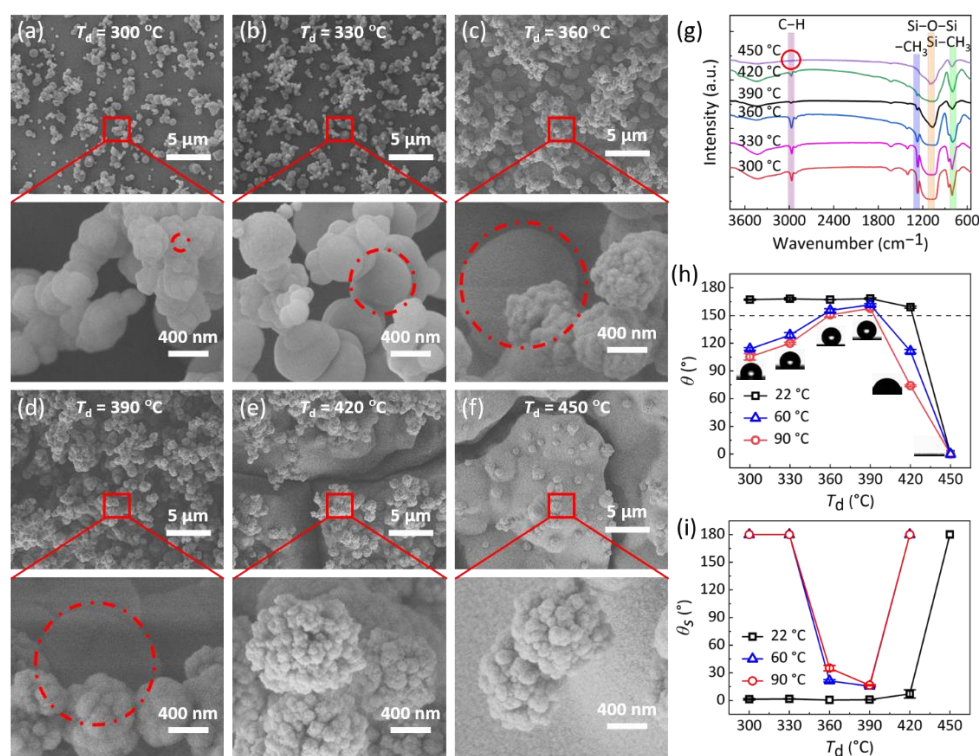 (a) Td = 300 °C
5 μm
400 nm
(b) Td = 330 °C
5 μm
400 nm
(c) Td = 360 °C
5 μm
400 nm
(d) Td = 390 °C
5 μm
400 nm
(e) Td = 420 °C
5 μm
400 nm
(f) Td = 450 °C
5 μm
400 nm
(g)
C−H
Si−O−Si
−CH3
Si−CH3
450 °C
420 °C
390 °C
360 °C
330 °C
300 °C
Intensity (a.u.)
3600 3000 2400 1800 1200 600
Wavenumber (cm−1)
(h)
180
150
120
90
60
30
0
θ (°)
22 °C
60 °C
90 °C
300 330 360 390 420 450
Td (°C)
(i)
180
150
120
90
60
30
0
θs (°)
22 °C
60 °C
90 °C
300 330 360 390 420 450
Td (°C)